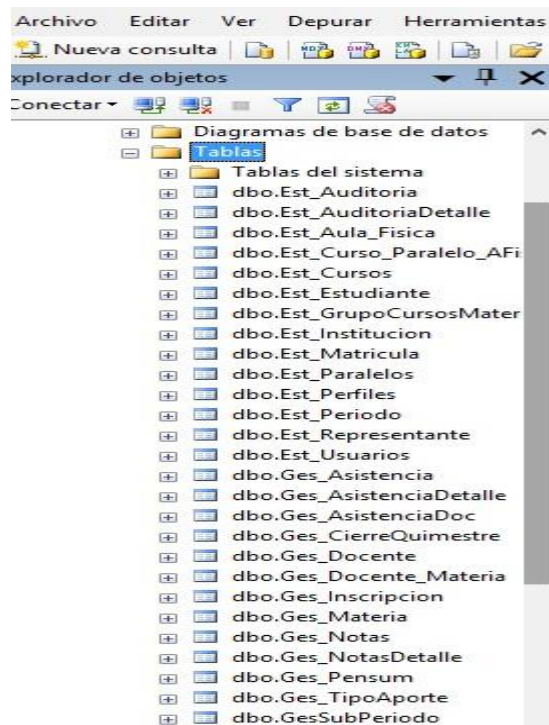 Archivo Editar Ver Depurar Herramientas
Nueva consulta
xplorador de objetos
Conectar
Diagramas de base de datos
Tablas
Tablas del sistema
dbo.Est_Auditoria
dbo.Est_AuditoriaDetalle
dbo.Est_Aula_Fisica
dbo.Est_Curso_Paralelo_AFi
dbo.Est_Cursos
dbo.Est_Estudiante
dbo.Est_GrupoCursosMater
dbo.Est_Institucion
dbo.Est_Matricula
dbo.Est_Paralelos
dbo.Est_Perfiles
dbo.Est_Periodo
dbo.Est_Representante
dbo.Est_Usuarios
dbo.Ges_Asistencia
dbo.Ges_AsistenciaDetalle
dbo.Ges_AsistenciaDoc
dbo.Ges_CierreQuimestre
dbo.Ges_Docente
dbo.Ges_Docente_Materia
dbo.Ges_Inscripcion
dbo.Ges_Materia
dbo.Ges_Notas
dbo.Ges_NotasDetalle
dbo.Ges_Pensum
dbo.Ges_TipoAporte
dbo.GesSubPeriodo